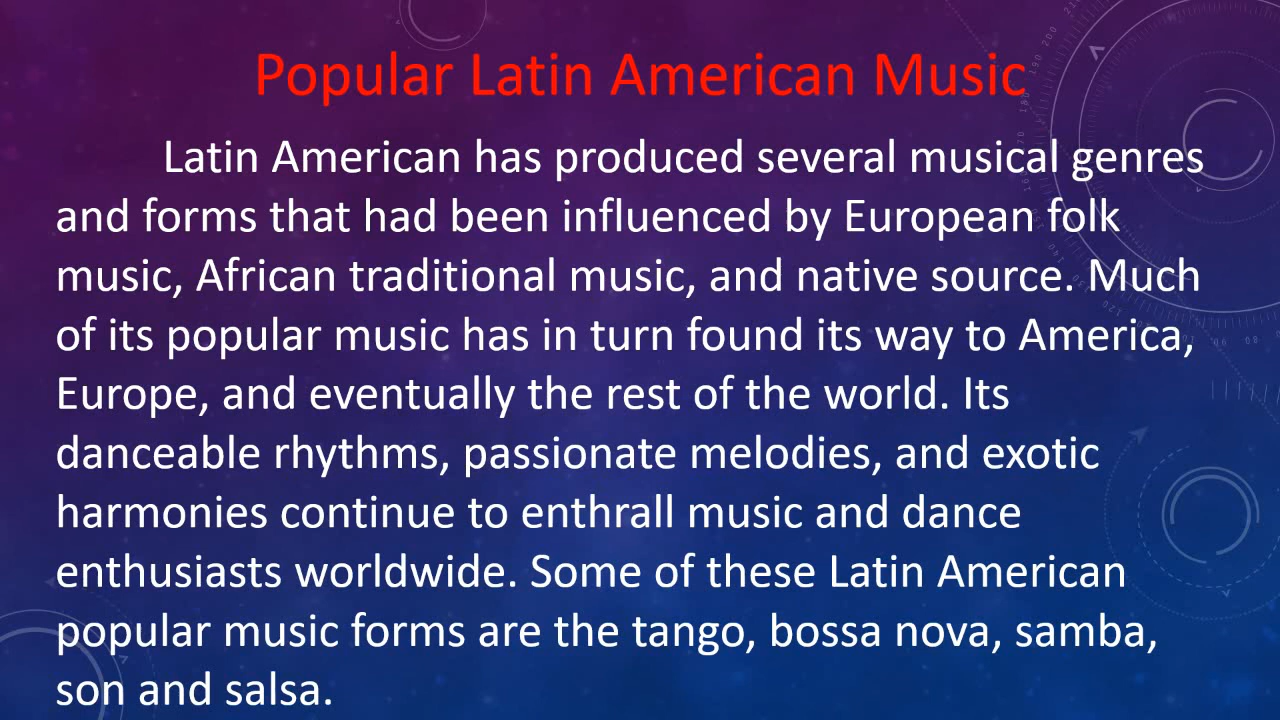 Popular Latin American Music
Latin American has produced several musical genres
and forms that had been influenced by European folk
music, African traditional music, and native source. Much
of its popular music has in turn found its way to America,
Europe, and eventually the rest of the world. Its
danceable rhythms, passionate melodies, and exotic
harmonies continue to enthrall music and dance
enthusiasts worldwide. Some of these Latin American
popular music forms are the tango, bossa nova, samba,
son and salsa.